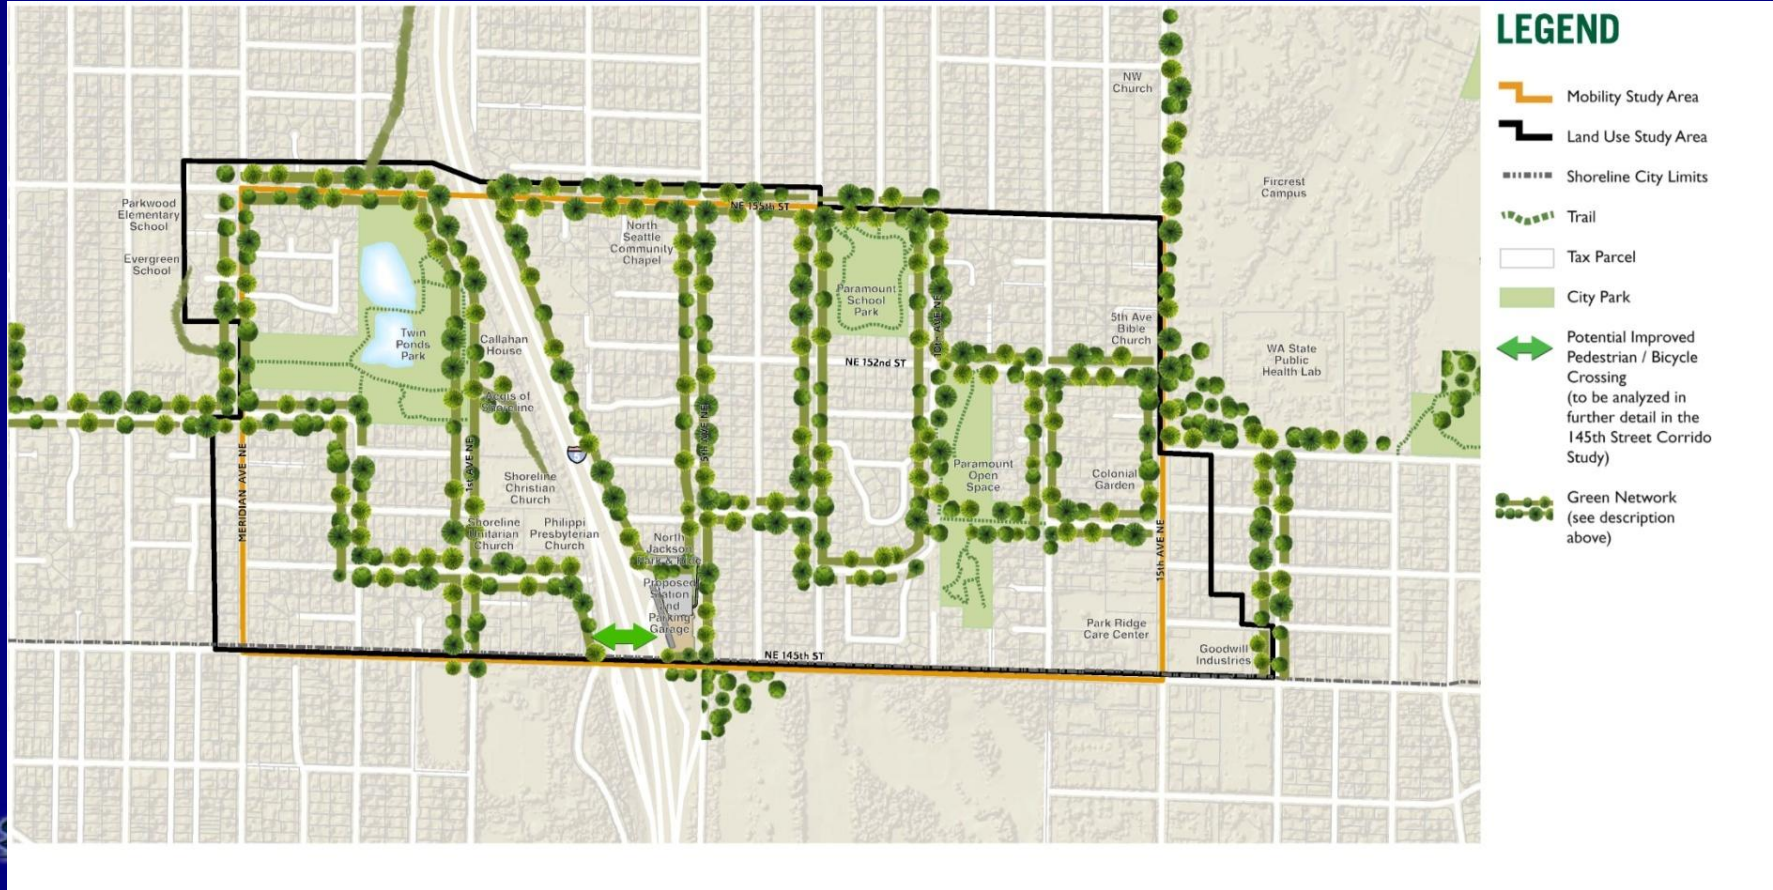 LEGEND
Mobility Study Area
Land Use Study Area
Shoreline City Limits
Trail
Tax Parcel
City Park
Potential Improved
Pedestrian / Bicycle
Crossing
(to be analyzed in
further detail in the
145th Street Corrido
Study)
Green Network
(see description
above)
NW
Church
Fircrest
Campus
Parkwood
Elementary
School
Evergreen
School
NE 155th ST
North
Seattle
Community
Chapel
Paramount
School
Park
10th AVE NE
5th Ave
Bible
Church
WA State
Public
Health Lab
Twin
Ponds
Park
Callahan
House
NE 152nd ST
Aegis of
Shoreline
MERIDIAN AVE NE
1st AVE NE
5th AVE NE
Shoreline
Christian
Church
Paramount
Open
Space
Colonial
Garden
Shoreline
Unitarian
Church
Philippi
Presbyterian
Church
North
Jackson
Park & Ride
Proposed
Station
and
Parking
Garage
15th AVE NE
Park Ridge
Care Center
Goodwill
Industries
NE 145th ST